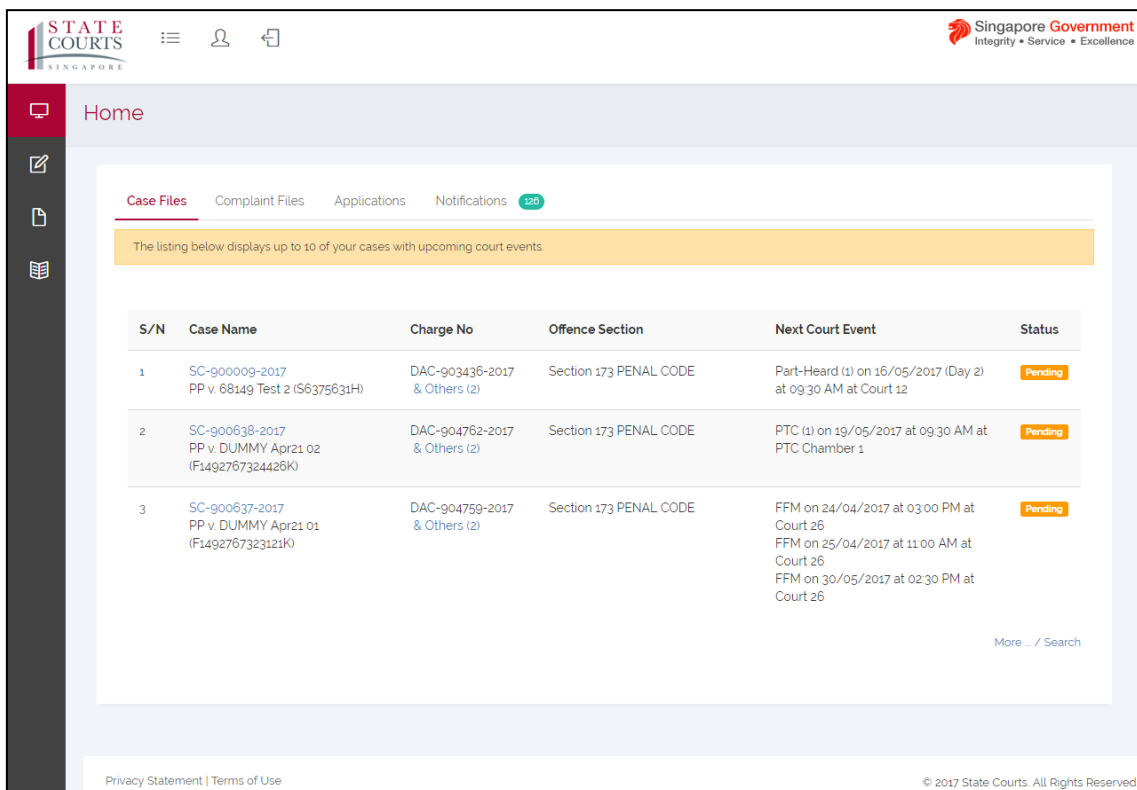 STATE
COURTS
SINGAPORE
Singapore Government
Integrity • Service • Excellence
Home
Case Files Complaint Files Applications Notifications 126
The listing below displays up to 10 of your cases with upcoming court events.
S/N Case Name Charge No Offence Section Next Court Event Status
1 SC-900009-2017 DAC-903436-2017 Section 173 PENAL CODE Part-Heard (1) on 16/05/2017 (Day 2) Pending
PP v. 68149 Test 2 (S6375631H) & Others (2) at 09:30 AM at Court 12
2 SC-900638-2017 DAC-904762-2017 Section 173 PENAL CODE PTC (1) on 19/05/2017 at 09:30 AM at Pending
PP v. DUMMY Apr21 02 & Others (2) PTC Chamber 1
(F1492767324426K)
3 SC-900637-2017 DAC-904759-2017 Section 173 PENAL CODE FFM on 24/04/2017 at 03:00 PM at Pending
PP v. DUMMY Apr21 01 & Others (2) Court 26
(F1492767323121K) FFM on 25/04/2017 at 11:00 AM at
Court 26
FFM on 30/05/2017 at 02:30 PM at
Court 26
More ... / Search
Privacy Statement | Terms of Use © 2017 State Courts. All Rights Reserved